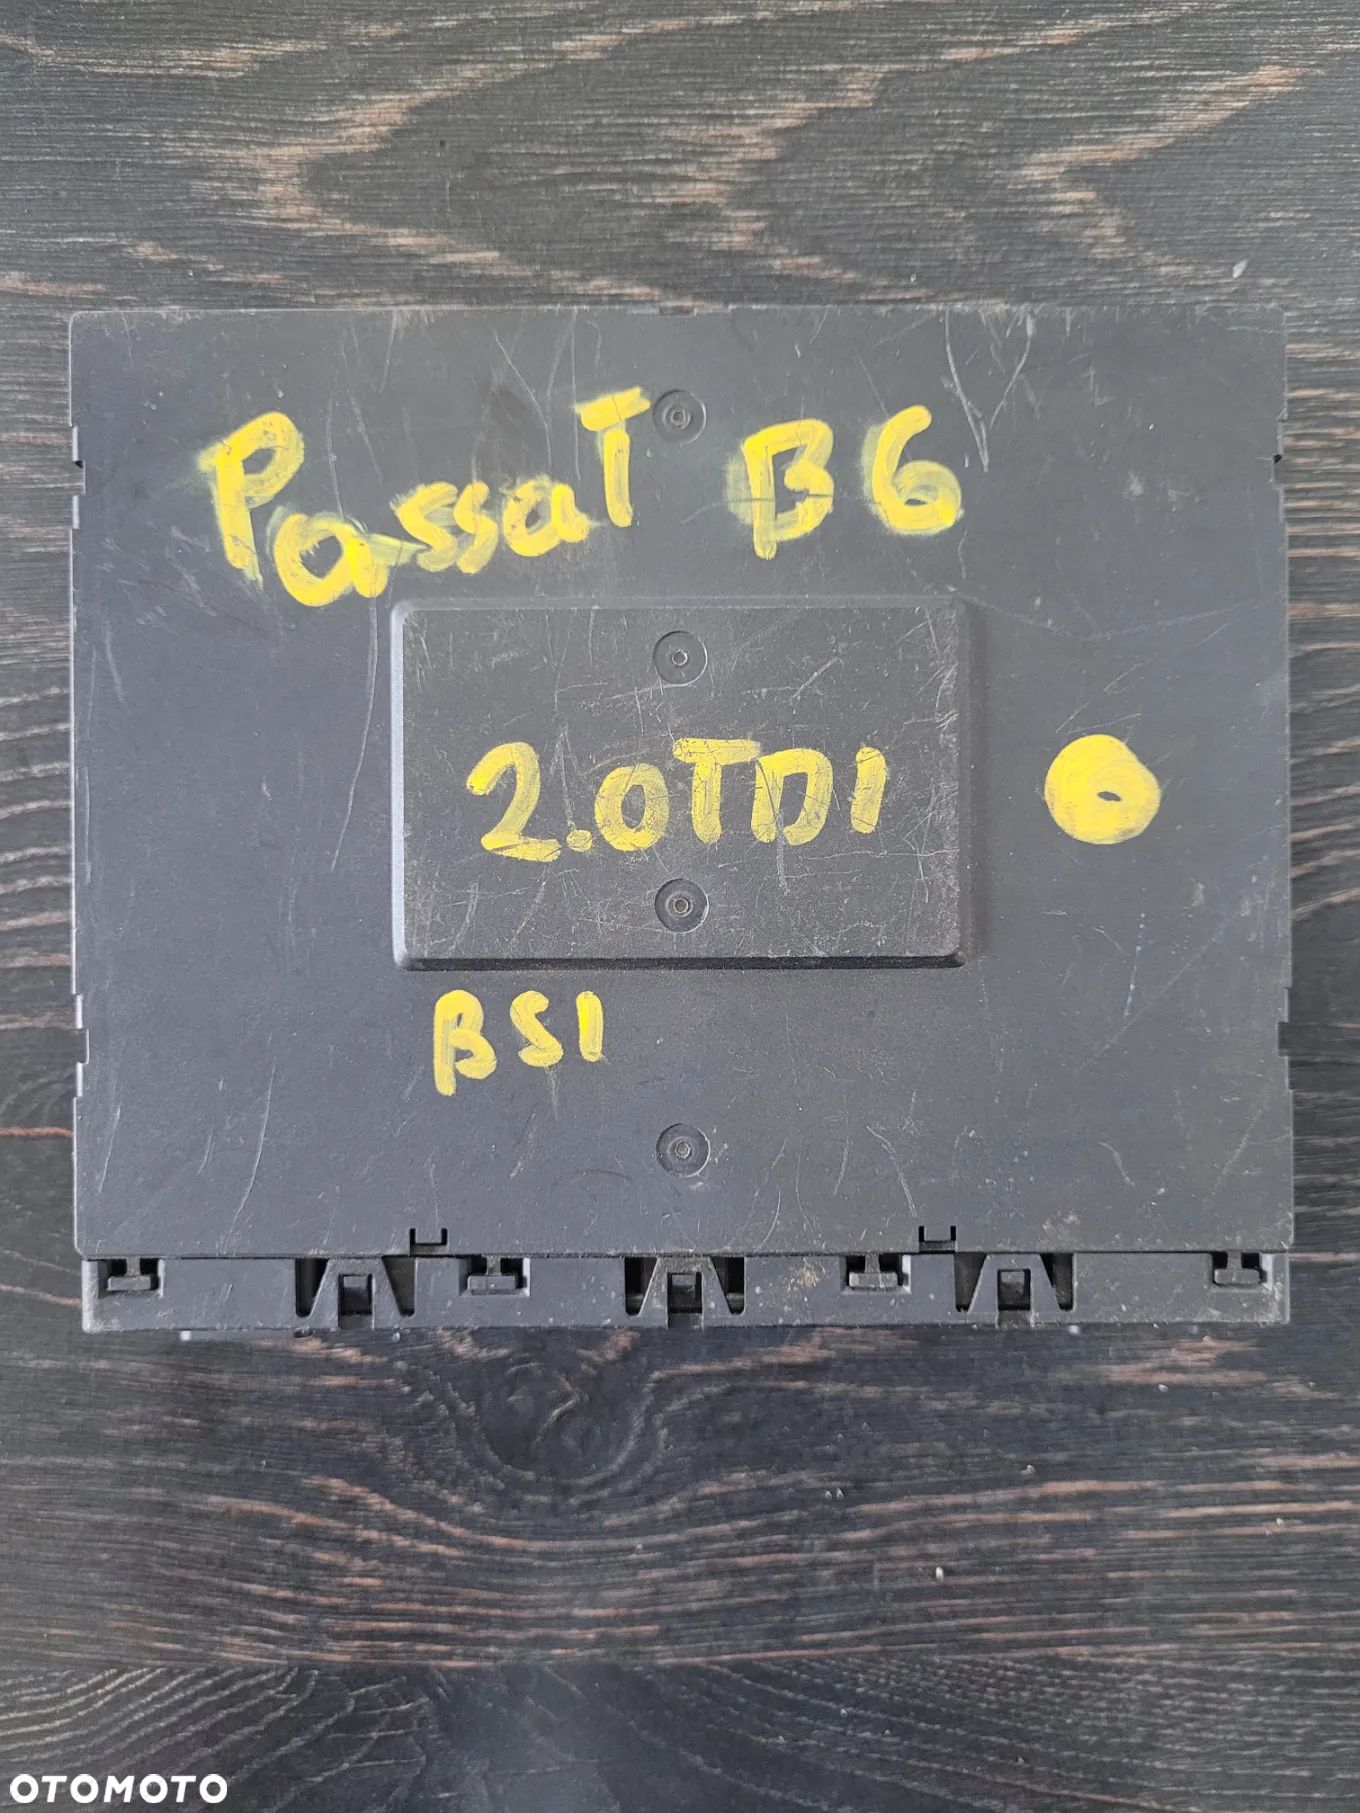 PassaT B6
2.0TDI
BSI
OTOMOTO